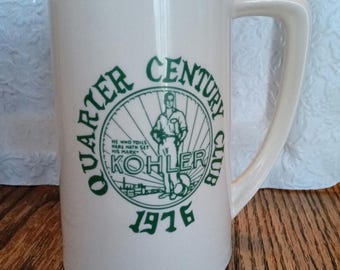 QUARTER CENTURY CLUB
HE WHO TOILS
HERE HATH SET
HIS MARK
KOHLER
1976